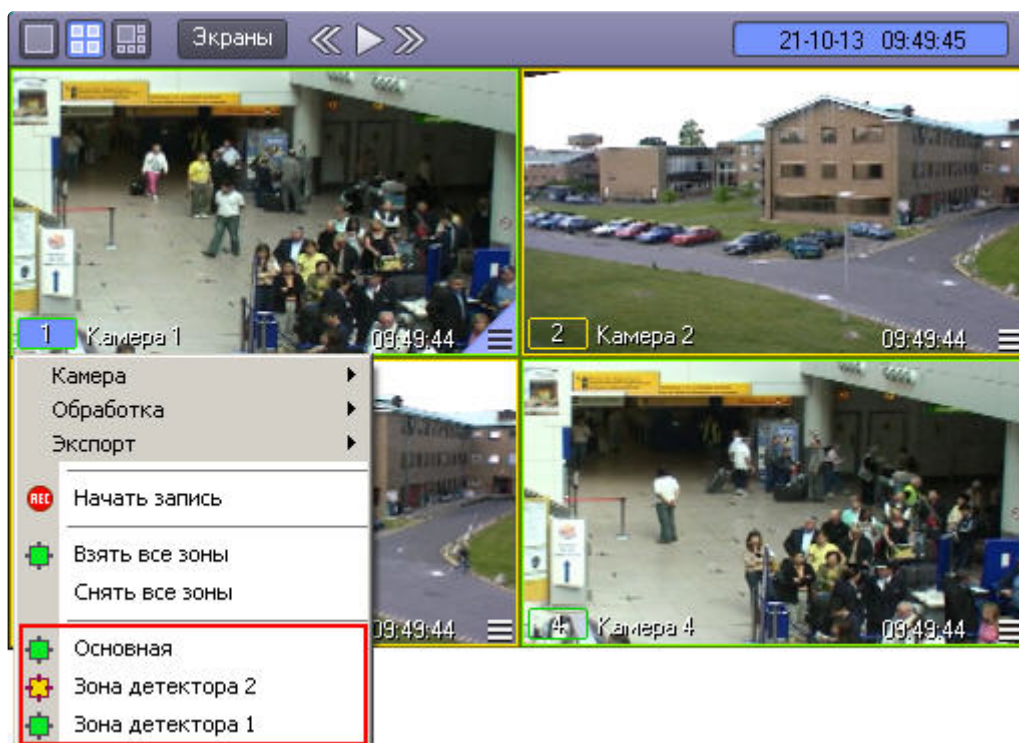 Экраны
21-10-13 09:49:45
1 Камера 1 09:49:44
2 Камера 2 09:49:44
Камера
Обработка
Экспорт
REC Начать запись
Взять все зоны
Снять все зоны
09:49:44
4 Камера 4 09:49:44
Основная
Зона детектора 2
Зона детектора 1